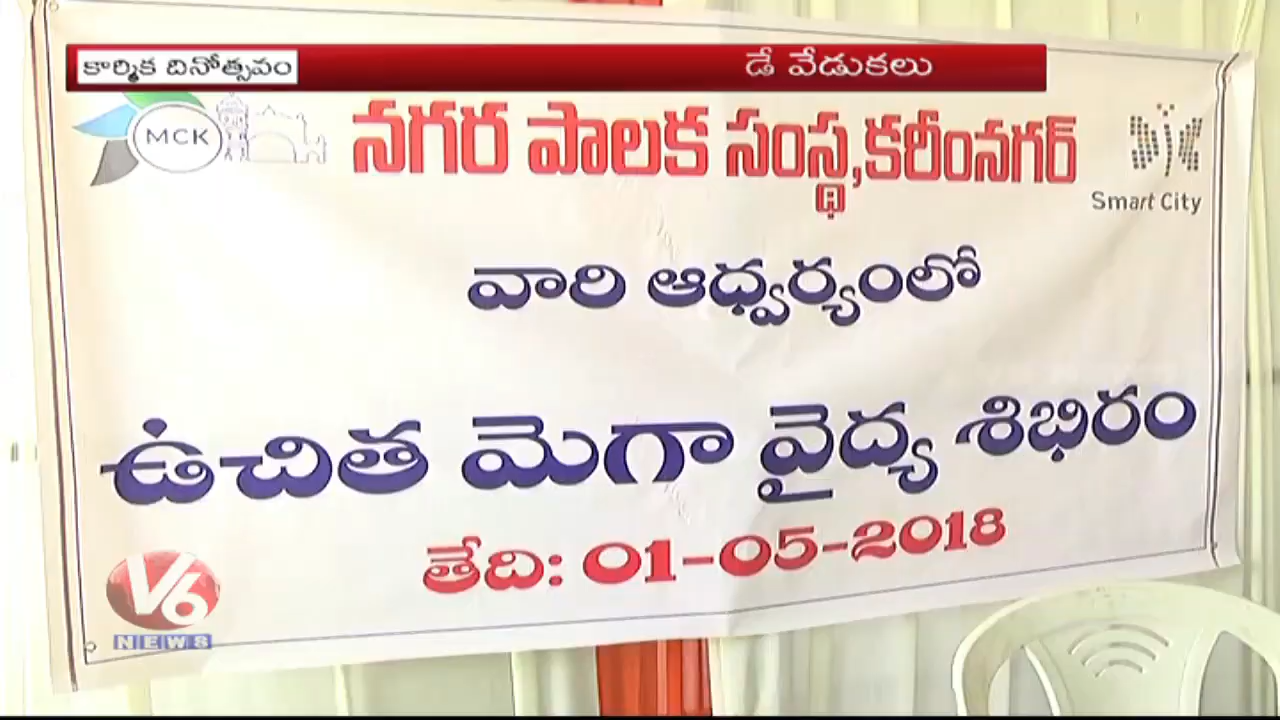 కార్మిక దినోత్సవం డే వేడుకలు
MCK నగర పాలక సంస్థ,కరీంనగర్
Smart City
వారి ఆధ్వర్యంలో
ఉచిత మెగా వైద్య శిభిరం
తేది: 01-05-2018
V6
NEWS